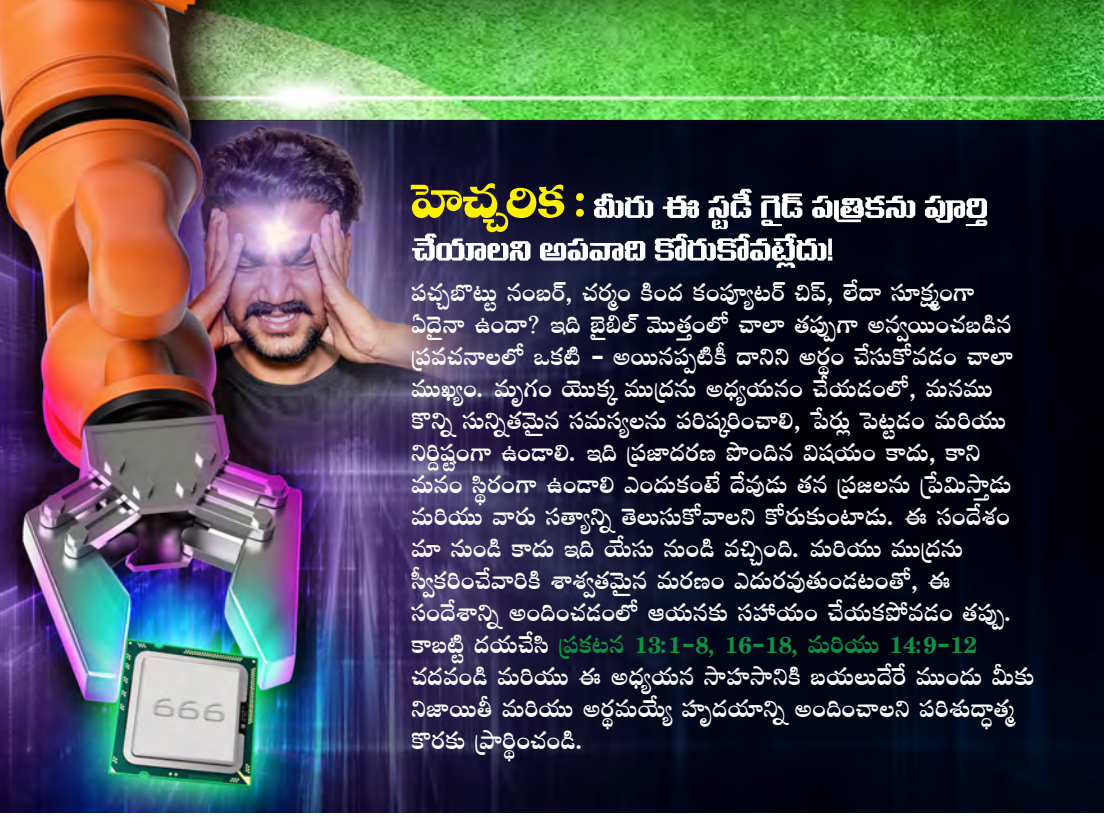 హెచ్చరిక : మీరు ఈ స్టడీ గైడ్ పత్రికను పూర్తి
చేయాలని అపవాది కోరుకోవట్లేదు!
పచ్చబొట్టు నంబర్, చర్మం కింద కంప్యూటర్ చిప్, లేదా సూక్ష్మంగా
ఏదైనా ఉందా? ఇది బైబిల్ మొత్తంలో చాలా తప్పుగా అన్వయించబడిన
ప్రవచనాలలో ఒకటి - అయినప్పటికీ దానిని అర్థం చేసుకోవడం చాలా
ముఖ్యం. మృగం యొక్క ముద్రను అధ్యయనం చేయడంలో, మనము
కొన్ని సున్నితమైన సమస్యలను పరిష్కరించాలి, పేర్లు పెట్టడం మరియు
నిర్దిష్టంగా ఉండాలి. ఇది ప్రజాదరణ పొందిన విషయం కాదు, కాని
మనం స్థిరంగా ఉండాలి ఎందుకంటే దేవుడు తన ప్రజలను ప్రేమిస్తాడు
మరియు వారు సత్యాన్ని తెలుసుకోవాలని కోరుకుంటాడు. ఈ సందేశం
మా నుండి కాదు ఇది యేసు నుండి వచ్చింది. మరియు ముద్రను
స్వీకరించేవారికి శాశ్వతమైన మరణం ఎదురవుతుండటంతో, ఈ
సందేశాన్ని అందించడంలో ఆయనకు సహాయం చేయకపోవడం తప్పు.
కాబట్టి దయచేసి ప్రకటన 13:1-8, 16-18, మరియు 14:9-12
చదవండి మరియు ఈ అధ్యయన సాహసానికి బయలుదేరే ముందు మీకు
నిజాయితీ మరియు అర్థమయ్యే హృదయాన్ని అందించాలని పరిశుద్ధాత్మ
కొరకు ప్రార్థించండి.
666